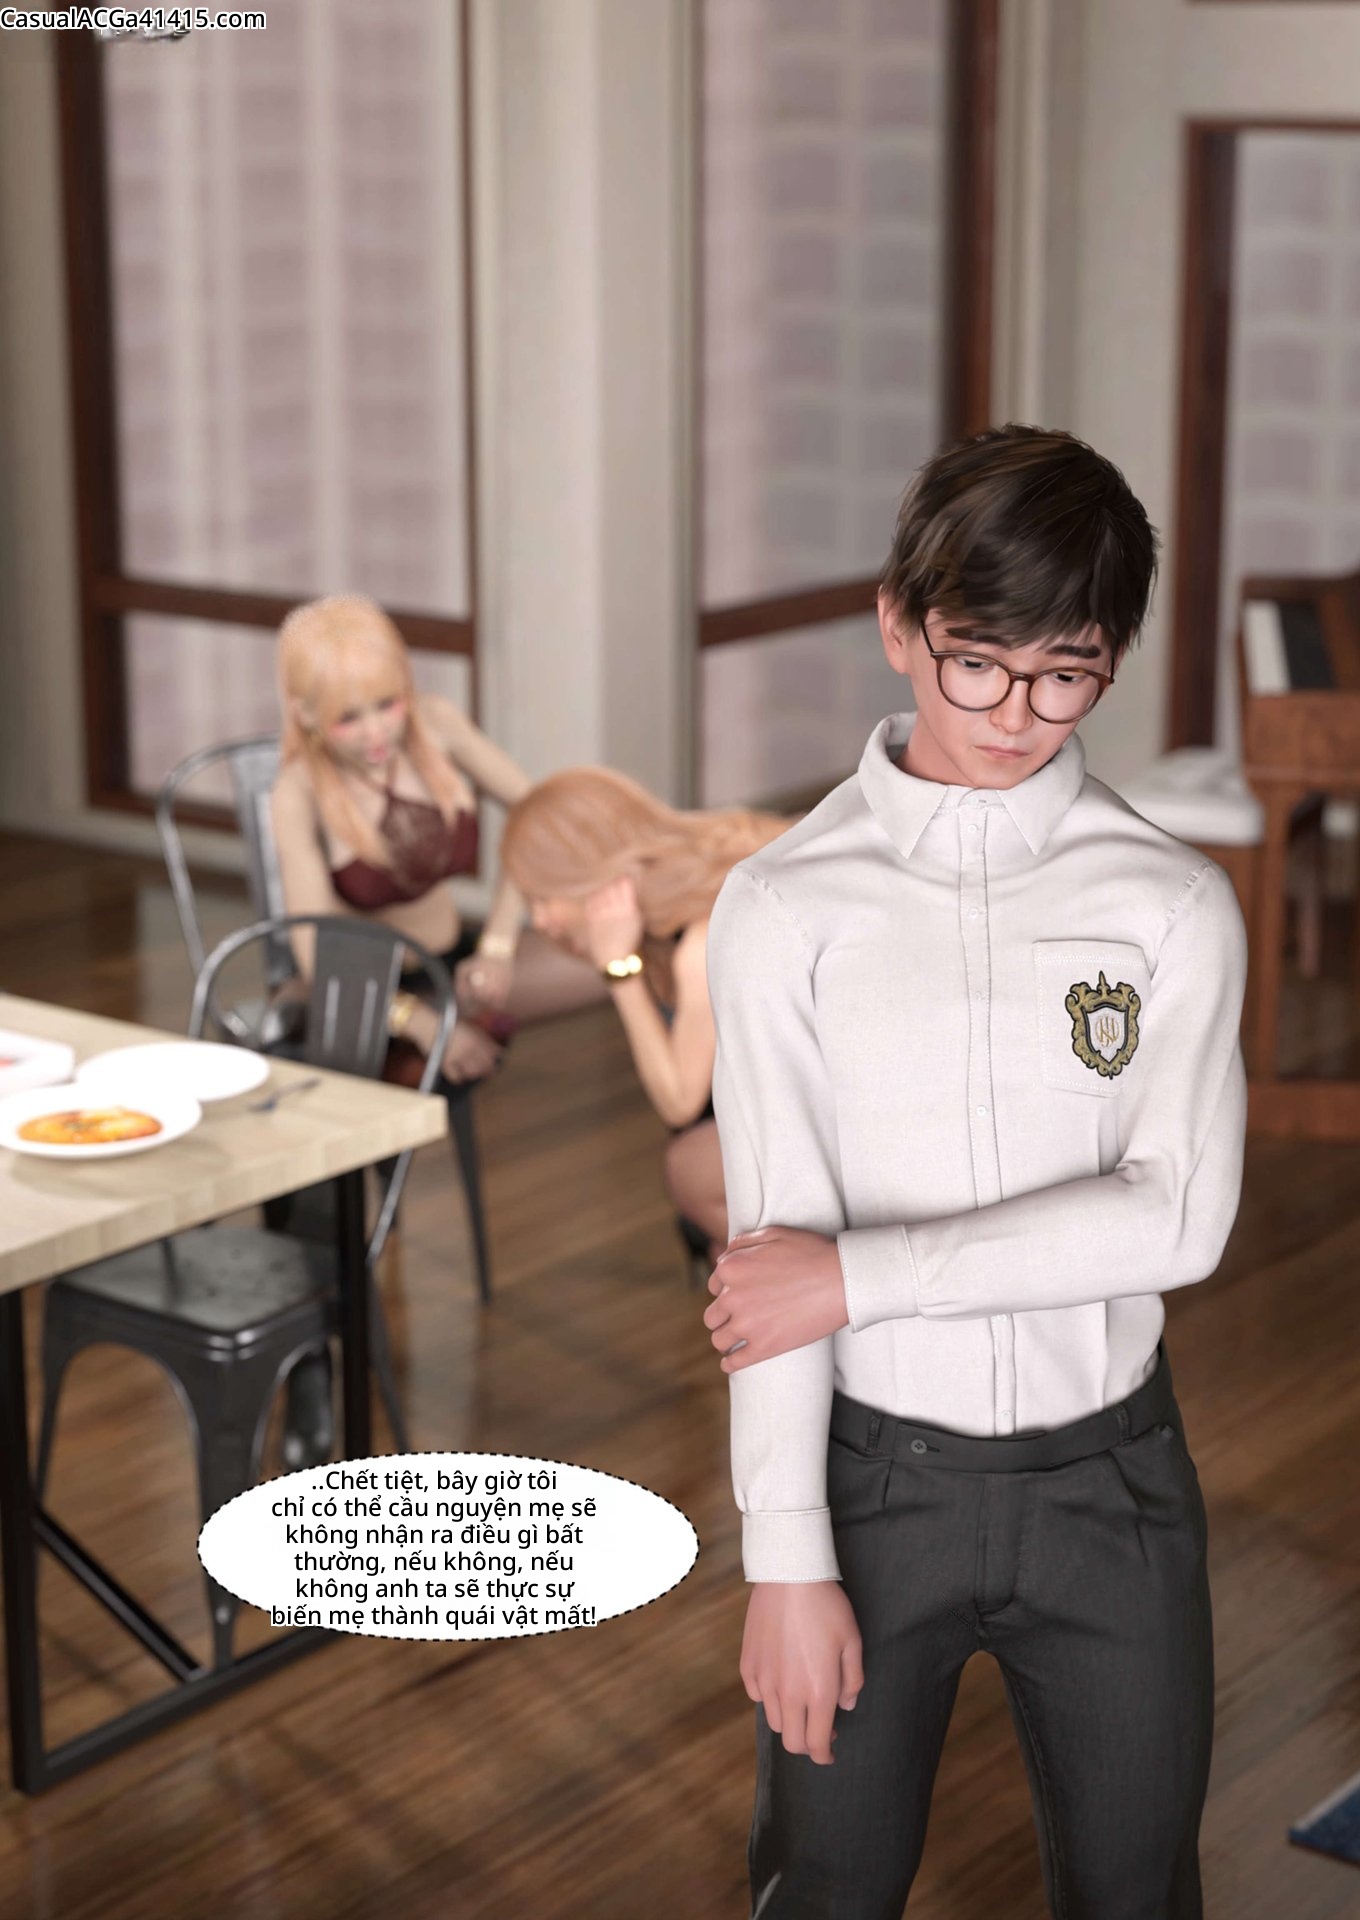 CasualACGa41415.com
..Chết tiệt, bây giờ tôi
chỉ có thể cầu nguyện mẹ sẽ
không nhận ra điều gì bất
thường, nếu không, nếu
không anh ta sẽ thực sự
biến mẹ thành quái vật mất!